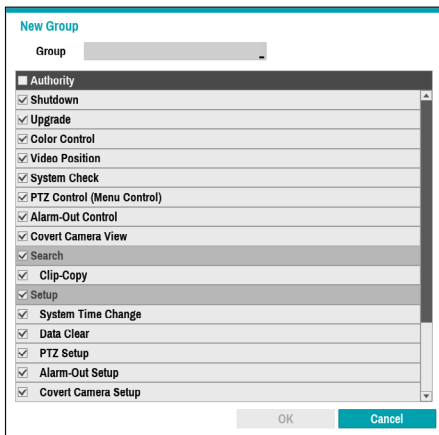 New Group
Group
Authority
Shutdown
Upgrade
Color Control
Video Position
System Check
PTZ Control (Menu Control)
Alarm-Out Control
Covert Camera View
Search
Clip-Copy
Setup
System Time Change
Data Clear
PTZ Setup
Alarm-Out Setup
Covert Camera Setup
OK Cancel